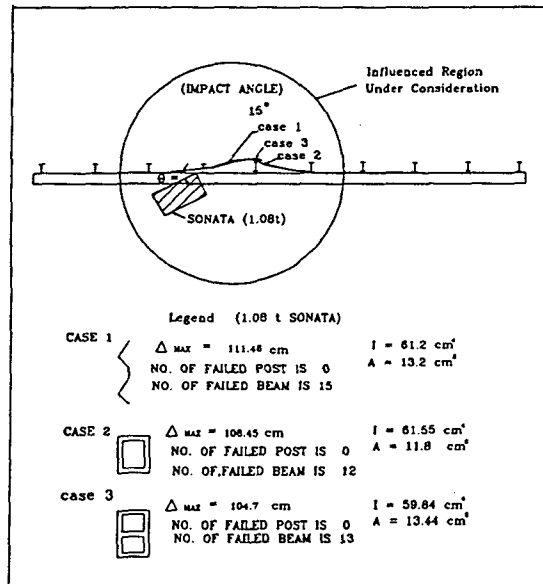 Influenced Region
Under Consideration
(IMPACT ANGLE)
15°
case 1
case 3
case 2
θ =
SONATA (1.08t)
Legend (1.08 t SONATA)
CASE 1
Δ MAX = 111.48 cm
NO. OF FAILED POST IS 0
NO. OF FAILED BEAM IS 15
I = 61.2 cm⁴
A = 13.2 cm²
CASE 2
Δ MAX = 106.45 cm
NO. OF FAILED POST IS 0
NO. OF,FAILED BEAM IS 12
I = 61.55 cm⁴
A = 11.8 cm²
case 3
Δ MAX = 104.7 cm
NO. OF FAILED POST IS 0
NO. OF FAILED BEAM IS 13
I = 59.84 cm⁴
A = 13.44 cm²